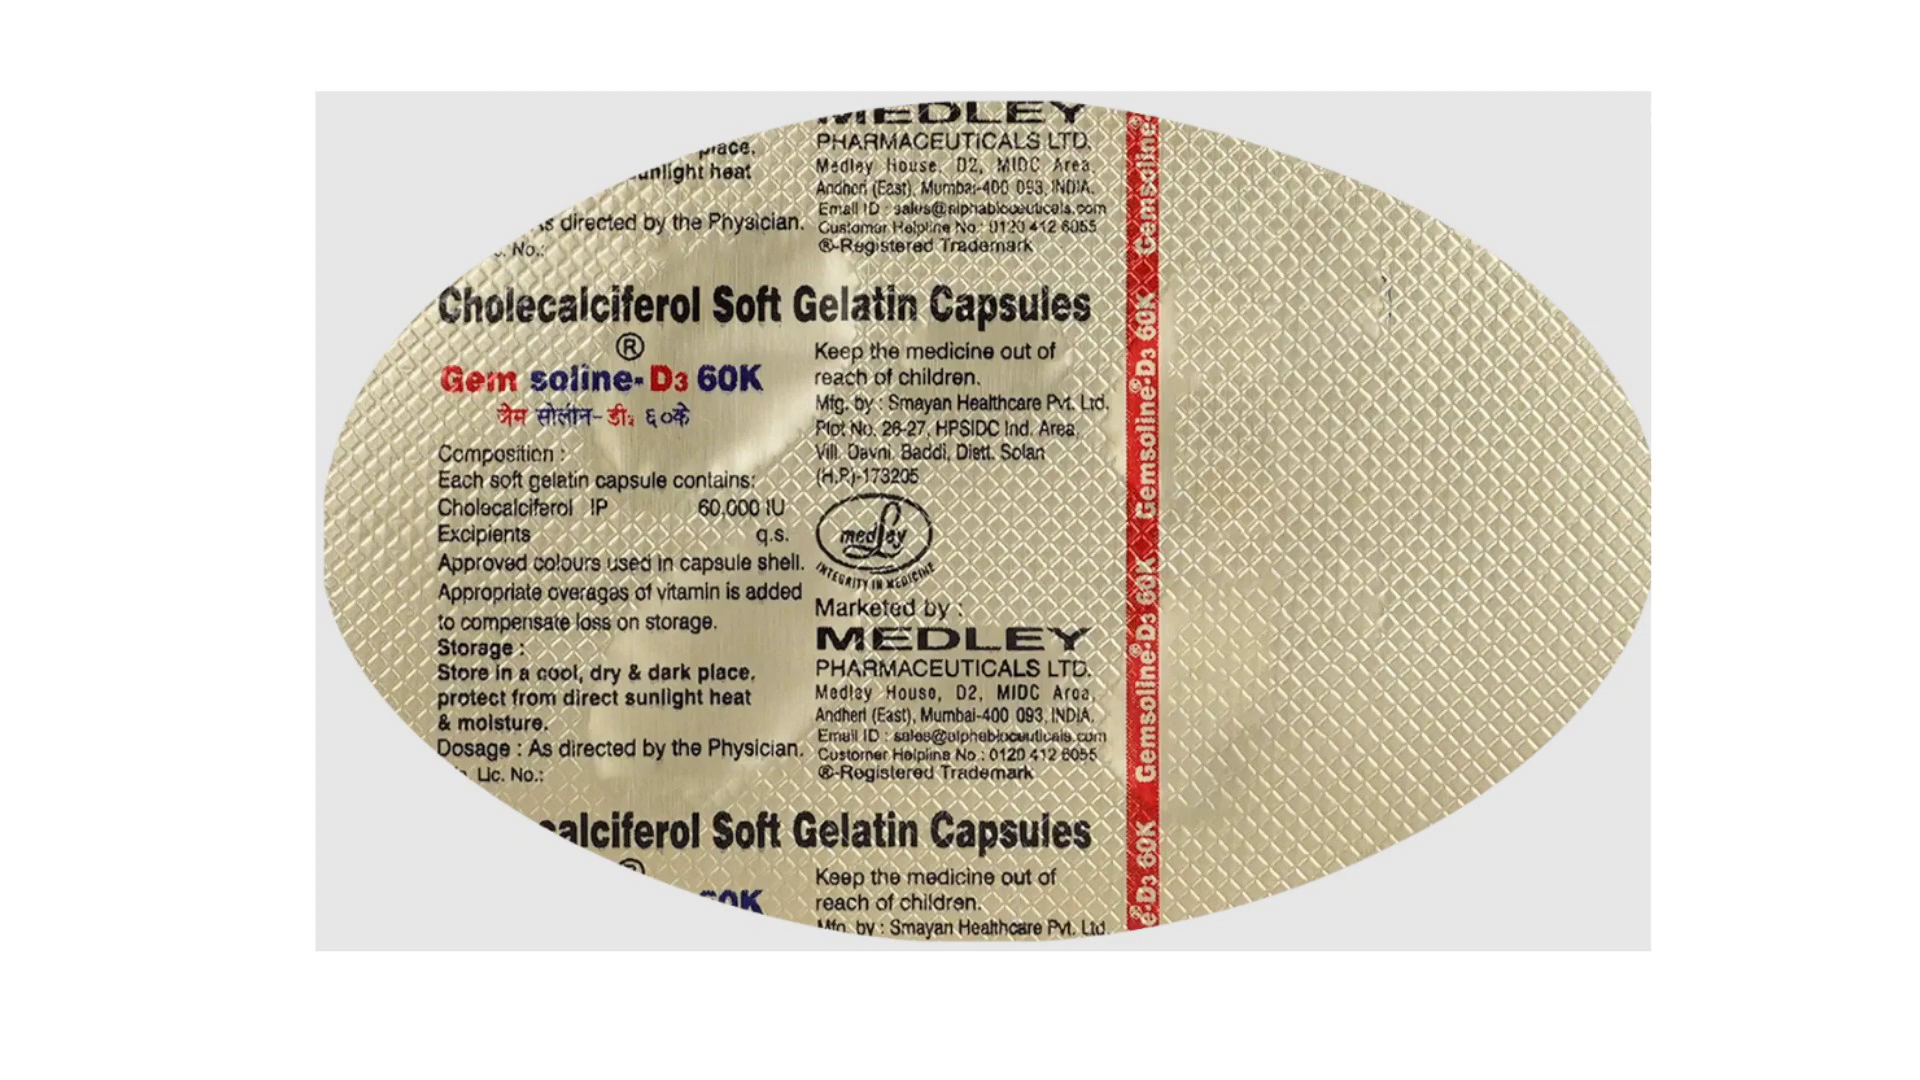 place.
sunlight heat
As directed by the Physician.
No.:
MEDLEY
PHARMACEUTICALS LTD.
Medley House, D2, MIDC Area,
Andheri (East), Mumbai-400 093, INDIA.
Email ID : sales@alphabioceuticals.com
Customer Helpline No.: 0120 412 6055
®-Registered Trademark
Cholecalciferol Soft Gelatin Capsules
®
Gem soline-D3 60K
जैम सोलीन-डी३ ६०के
Composition :
Each soft gelatin capsule contains:
Cholecalciferol IP 60,000 IU
Excipients q.s.
Approved colours used in capsule shell.
Appropriate overages of vitamin is added
to compensate loss on storage.
Storage :
Store in a cool, dry & dark place,
protect from direct sunlight heat
& moisture.
Dosage : As directed by the Physician.
Lic. No.:
Keep the medicine out of
reach of children.
Mfg. by : Smayan Healthcare Pvt. Ltd.
Plot No. 26-27, HPSIDC Ind. Area,
Vill. Davni, Baddi, Distt. Solan
(H.P.)-173205
medley
INTEGRITY IN MEDICINE
Marketed by :
MEDLEY
PHARMACEUTICALS LTD.
Medley House, D2, MIDC Area,
Andheri (East), Mumbai-400 093, INDIA.
Email ID : sales@alphabioceuticals.com
Customer Helpline No.: 0120 412 6055
®-Registered Trademark
calciferol Soft Gelatin Capsules
60K
Keep the medicine out of
reach of children.
Mfg. by : Smayan Healthcare Pvt. Ltd.
Gemsoline®
Gemsoline®-D3 60K
Gemsoline®-D3 60K
e®-D3 60K